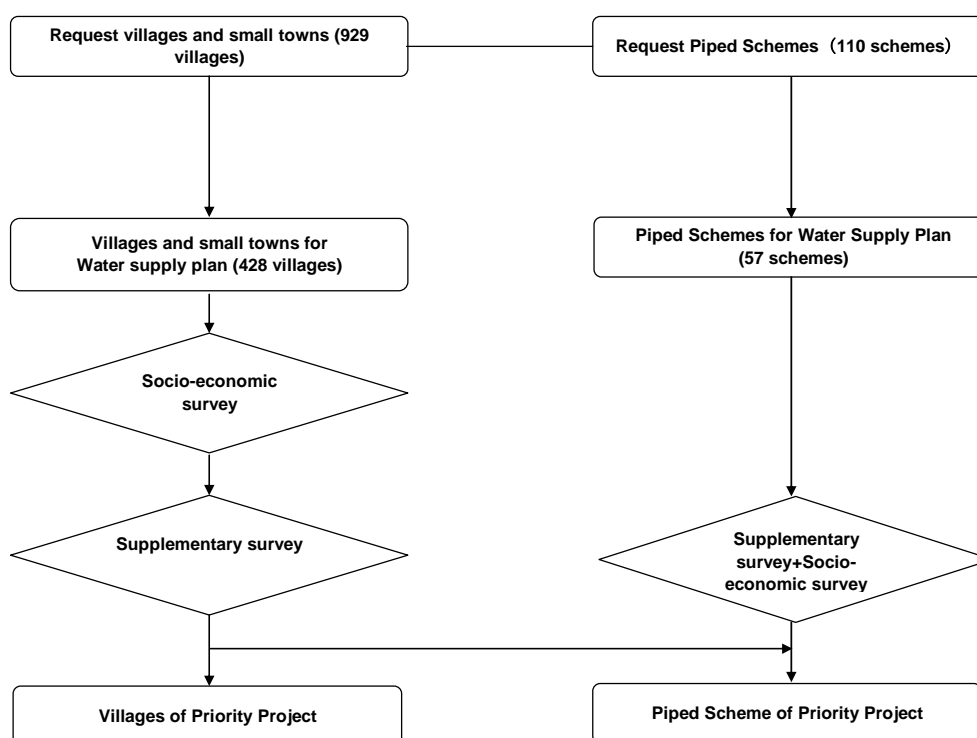 Request villages and small towns (929
villages)
Request Piped Schemes（110 schemes）
Villages and small towns for
Water supply plan (428 villages)
Piped Schemes for Water Supply Plan
(57 schemes)
Socio-economic
survey
Supplementary survey
Supplementary
survey+Socio-
economic survey
Villages of Priority Project
Piped Scheme of Priority Project